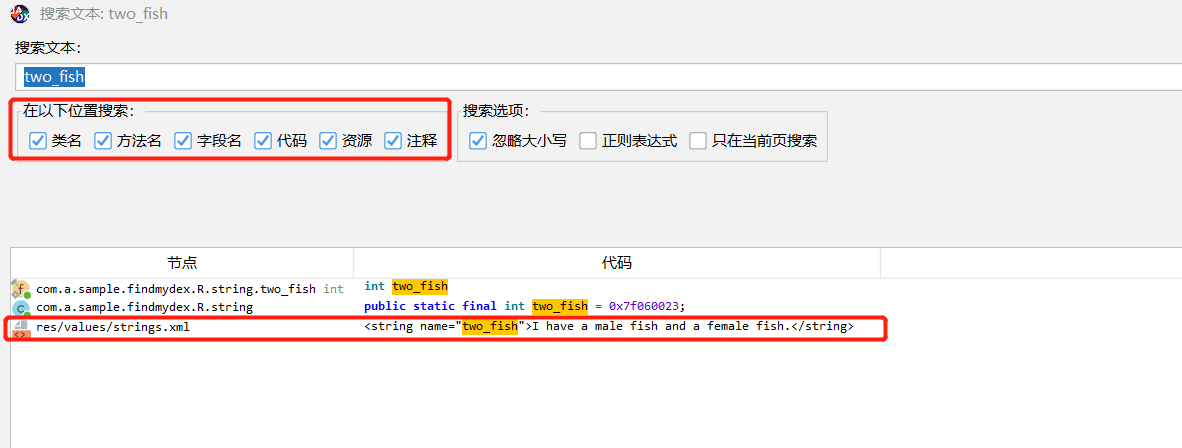 搜索文本: two_fish
搜索文本:
two_fish
在以下位置搜索: 搜索选项:
类名 方法名 字段名 代码 资源 注释 忽略大小写 正则表达式 只在当前页搜索
节点 代码
com.a.sample.findmydex.R.string.two_fish int int two_fish
com.a.sample.findmydex.R.string public static final int two_fish = 0x7f060023;
res/values/strings.xml <string name="two_fish">I have a male fish and a female fish.</string>